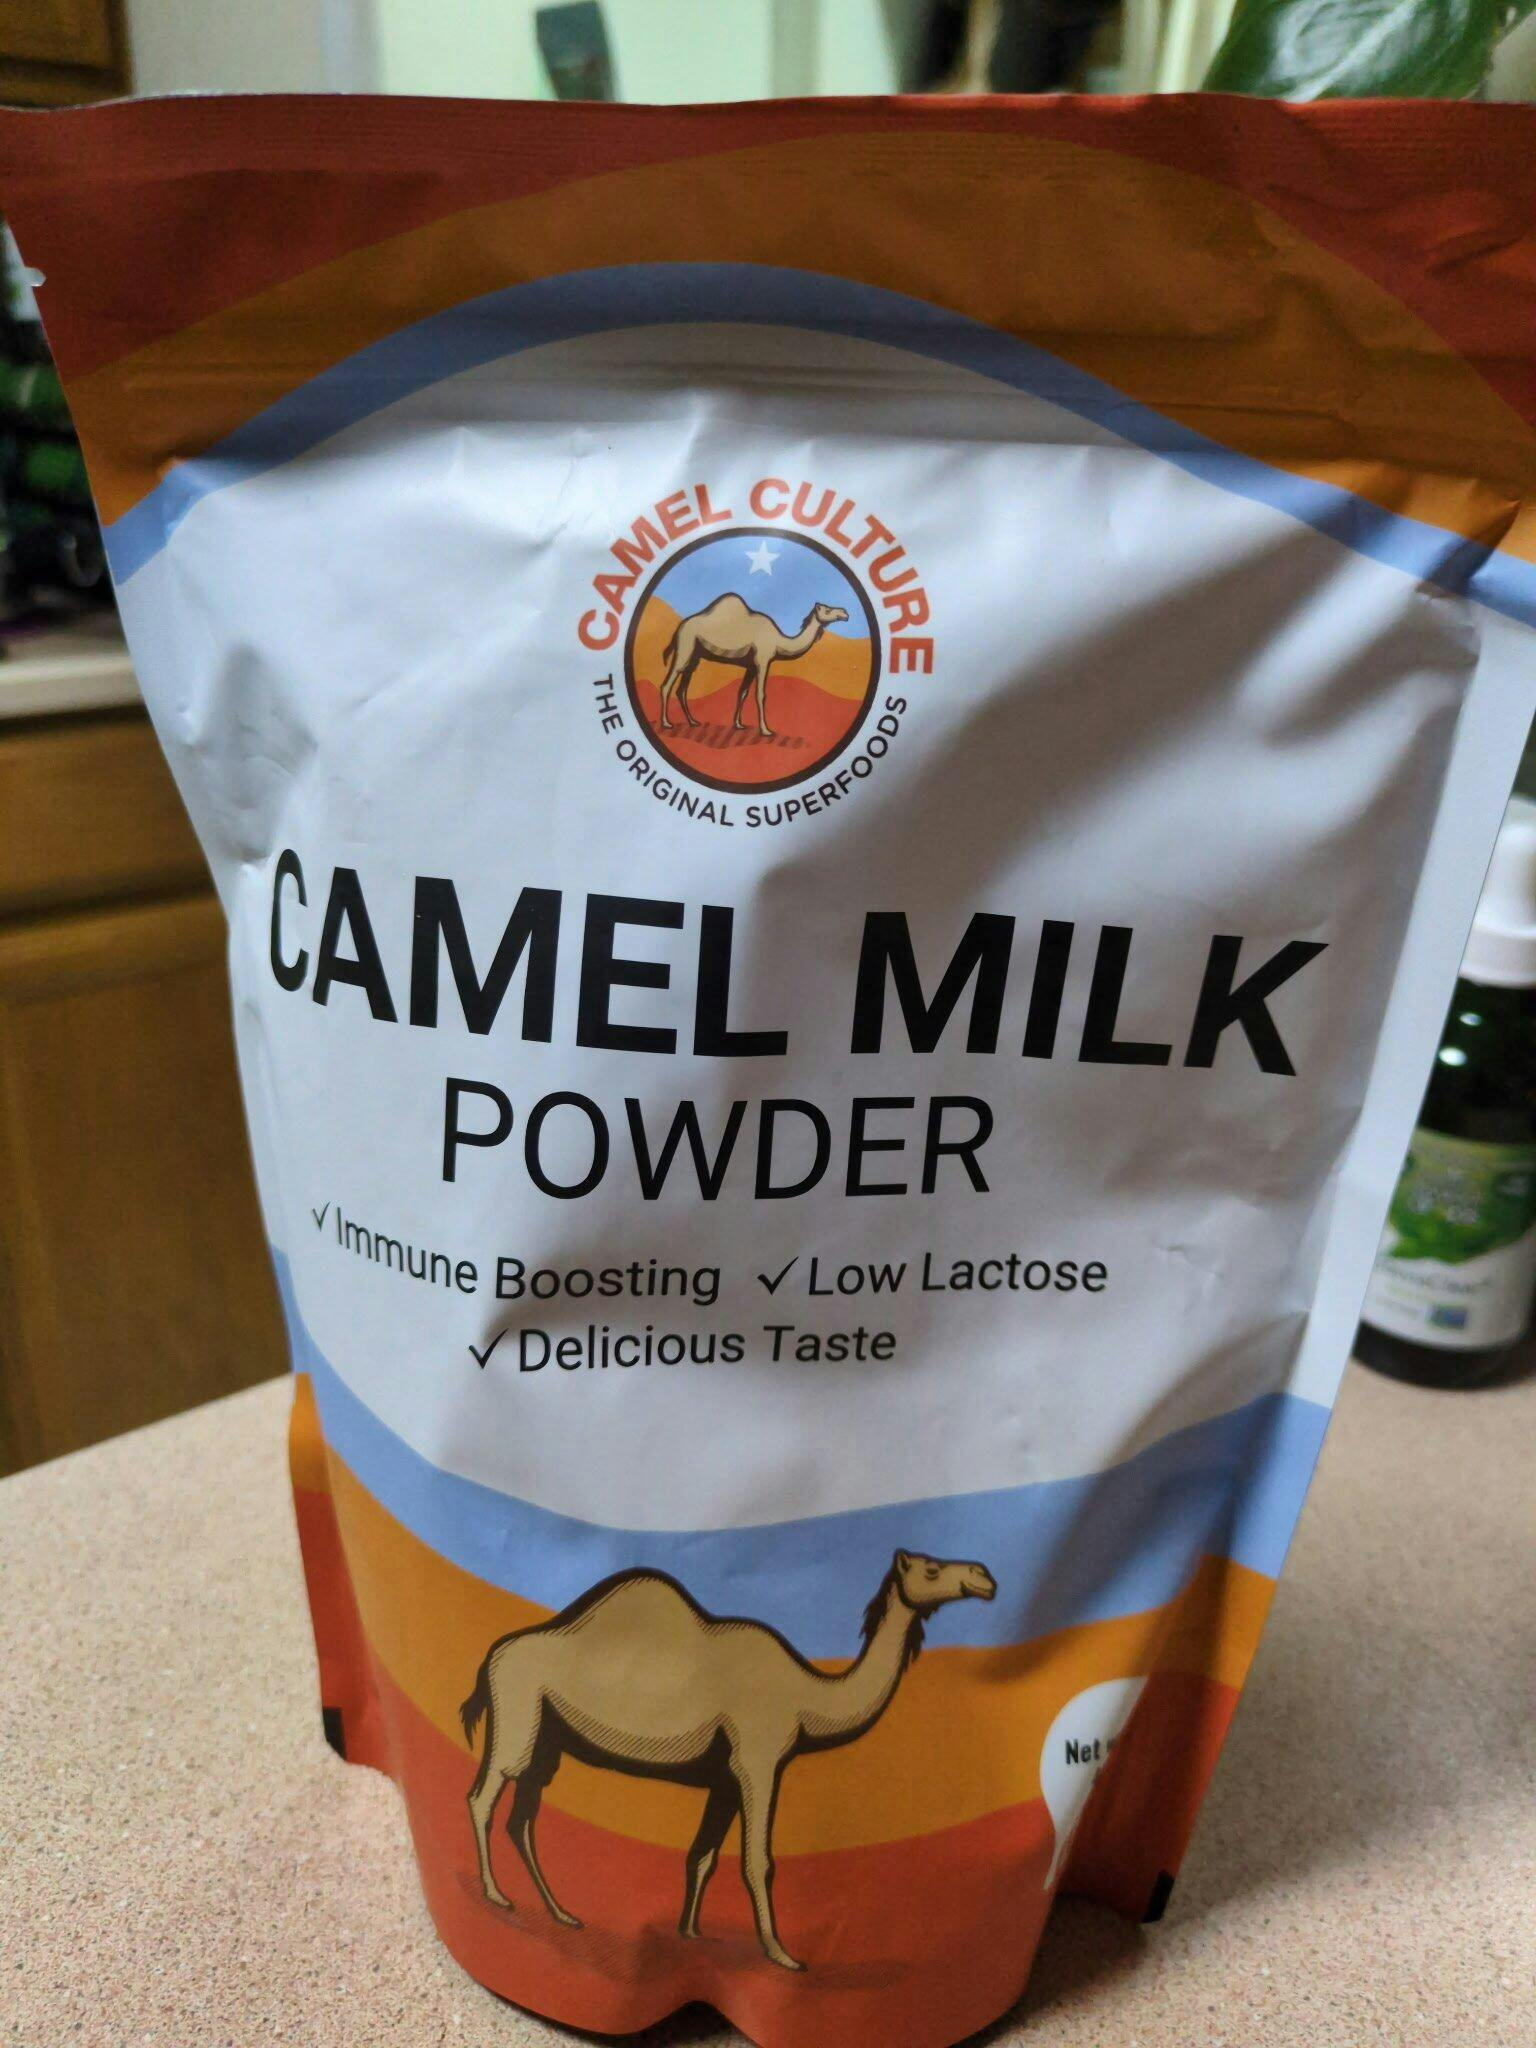 CAMEL CULTURE
THE ORIGINAL SUPERFOODS
CAMEL MILK
POWDER
✓Immune Boosting ✓Low Lactose
✓Delicious Taste
Net